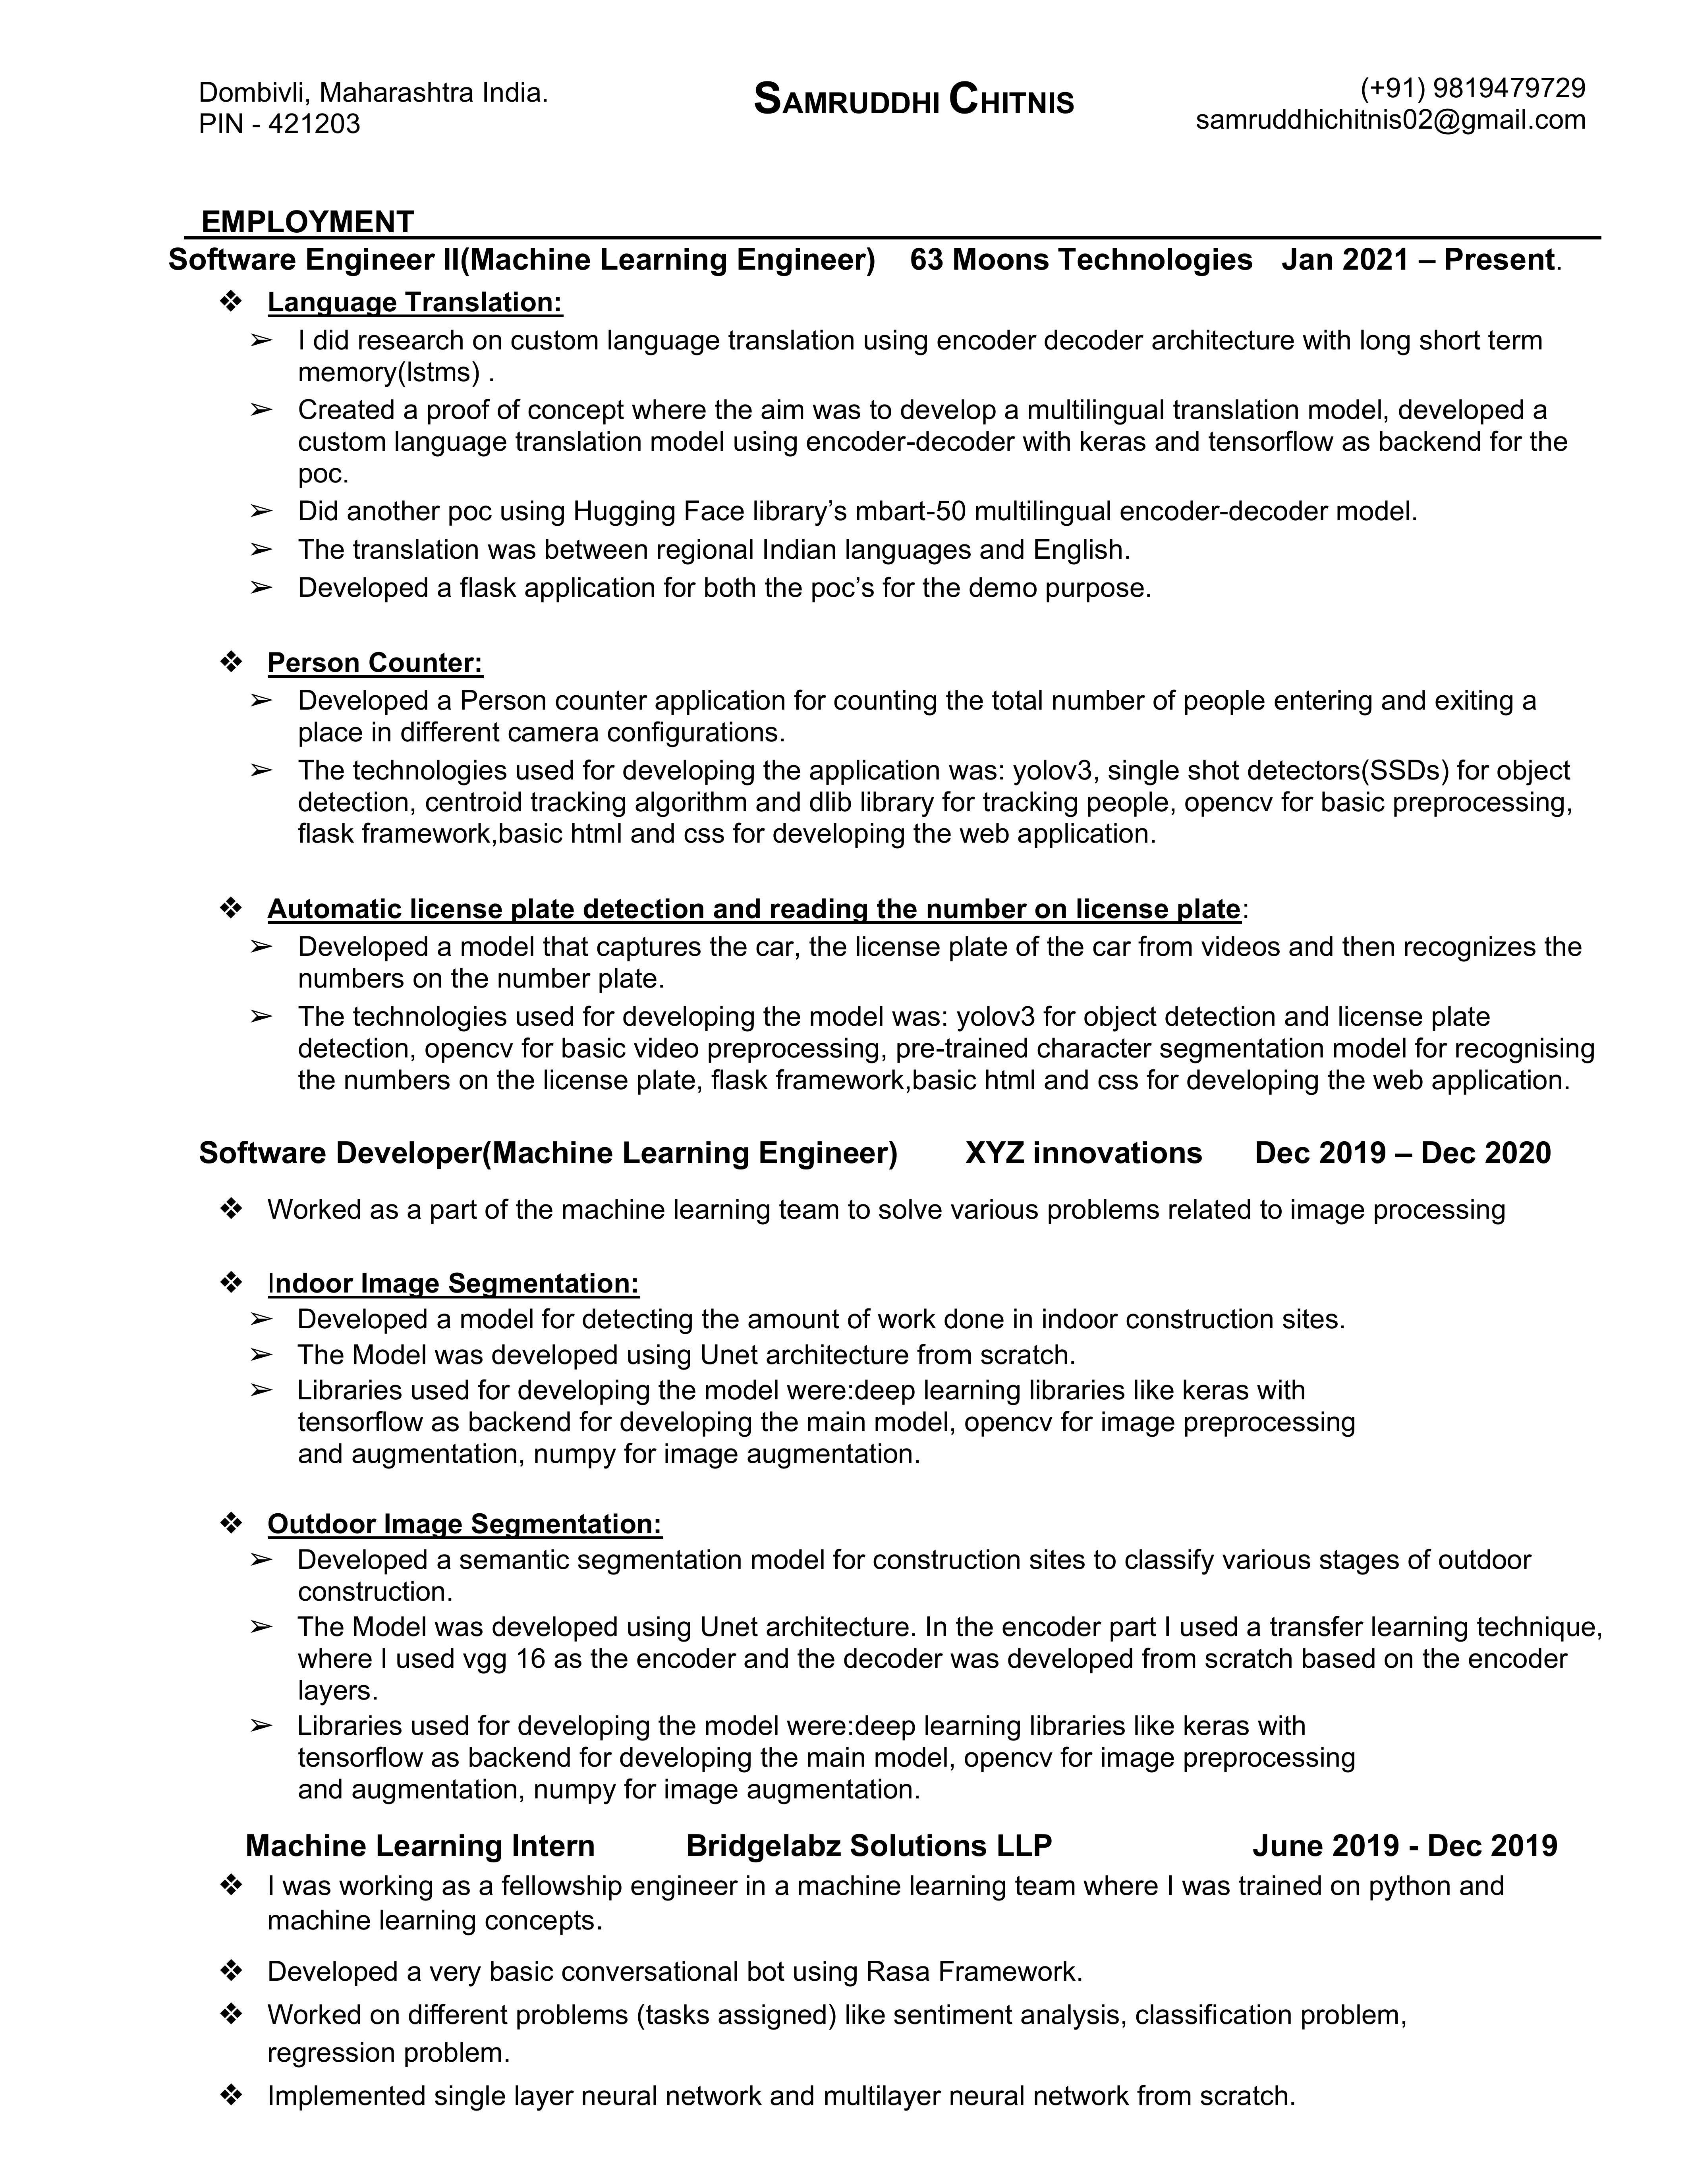 Dombivli, Maharashtra India.
PIN - 421203
SAMRUDDHI CHITNIS
(+91) 9819479729
samruddhichitnis02@gmail.com
EMPLOYMENT
Software Engineer II(Machine Learning Engineer) 63 Moons Technologies Jan 2021 – Present.
❖ Language Translation:
➢ I did research on custom language translation using encoder decoder architecture with long short term
memory(lstms) .
➢ Created a proof of concept where the aim was to develop a multilingual translation model, developed a
custom language translation model using encoder-decoder with keras and tensorflow as backend for the
poc.
➢ Did another poc using Hugging Face library’s mbart-50 multilingual encoder-decoder model.
➢ The translation was between regional Indian languages and English.
➢ Developed a flask application for both the poc’s for the demo purpose.
❖ Person Counter:
➢ Developed a Person counter application for counting the total number of people entering and exiting a
place in different camera configurations.
➢ The technologies used for developing the application was: yolov3, single shot detectors(SSDs) for object
detection, centroid tracking algorithm and dlib library for tracking people, opencv for basic preprocessing,
flask framework,basic html and css for developing the web application.
❖ Automatic license plate detection and reading the number on license plate:
➢ Developed a model that captures the car, the license plate of the car from videos and then recognizes the
numbers on the number plate.
➢ The technologies used for developing the model was: yolov3 for object detection and license plate
detection, opencv for basic video preprocessing, pre-trained character segmentation model for recognising
the numbers on the license plate, flask framework,basic html and css for developing the web application.
Software Developer(Machine Learning Engineer) XYZ innovations Dec 2019 – Dec 2020
❖ Worked as a part of the machine learning team to solve various problems related to image processing
❖ Indoor Image Segmentation:
➢ Developed a model for detecting the amount of work done in indoor construction sites.
➢ The Model was developed using Unet architecture from scratch.
➢ Libraries used for developing the model were:deep learning libraries like keras with
tensorflow as backend for developing the main model, opencv for image preprocessing
and augmentation, numpy for image augmentation.
❖ Outdoor Image Segmentation:
➢ Developed a semantic segmentation model for construction sites to classify various stages of outdoor
construction.
➢ The Model was developed using Unet architecture. In the encoder part I used a transfer learning technique,
where I used vgg 16 as the encoder and the decoder was developed from scratch based on the encoder
layers.
➢ Libraries used for developing the model were:deep learning libraries like keras with
tensorflow as backend for developing the main model, opencv for image preprocessing
and augmentation, numpy for image augmentation.
Machine Learning Intern Bridgelabz Solutions LLP June 2019 - Dec 2019
❖ I was working as a fellowship engineer in a machine learning team where I was trained on python and
machine learning concepts.
❖ Developed a very basic conversational bot using Rasa Framework.
❖ Worked on different problems (tasks assigned) like sentiment analysis, classification problem,
regression problem.
❖ Implemented single layer neural network and multilayer neural network from scratch.